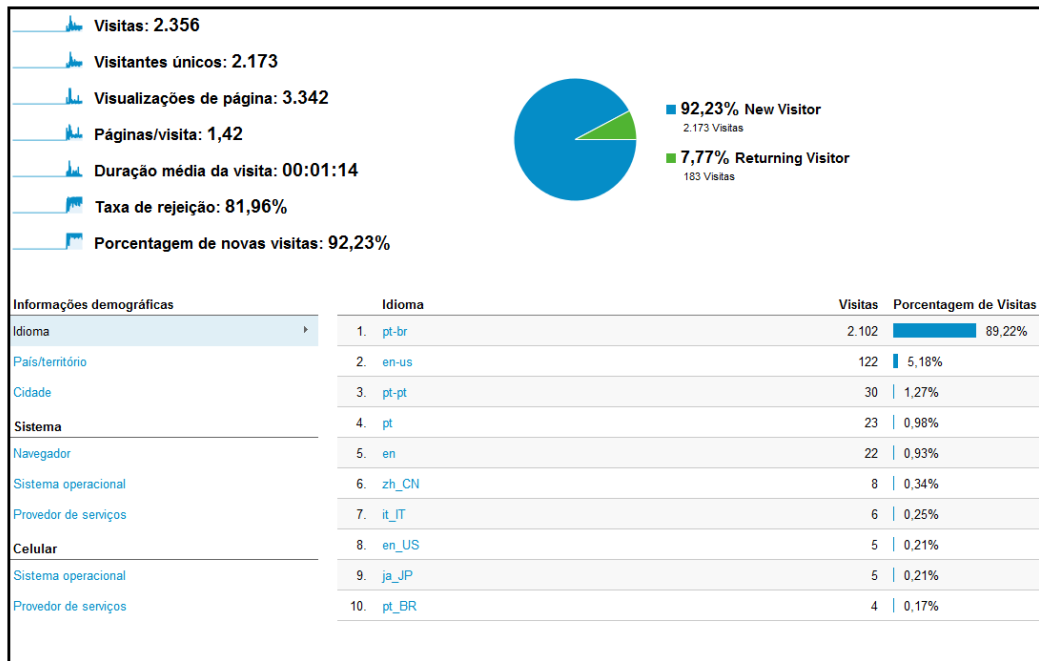 Visitas: 2.356
Visitantes únicos: 2.173
Visualizações de página: 3.342
Páginas/visita: 1,42
Duração média da visita: 00:01:14
Taxa de rejeição: 81,96%
Porcentagem de novas visitas: 92,23%
92,23% New Visitor
2.173 Visitas
7,77% Returning Visitor
183 Visitas
Informações demográficas
Idioma
País/território
Cidade
Sistema
Navegador
Sistema operacional
Provedor de serviços
Celular
Sistema operacional
Provedor de serviços
Idioma Visitas Porcentagem de Visitas
1. pt-br 2.102 89,22%
2. en-us 122 5,18%
3. pt-pt 30 1,27%
4. pt 23 0,98%
5. en 22 0,93%
6. zh_CN 8 0,34%
7. it_IT 6 0,25%
8. en_US 5 0,21%
9. ja_JP 5 0,21%
10. pt_BR 4 0,17%